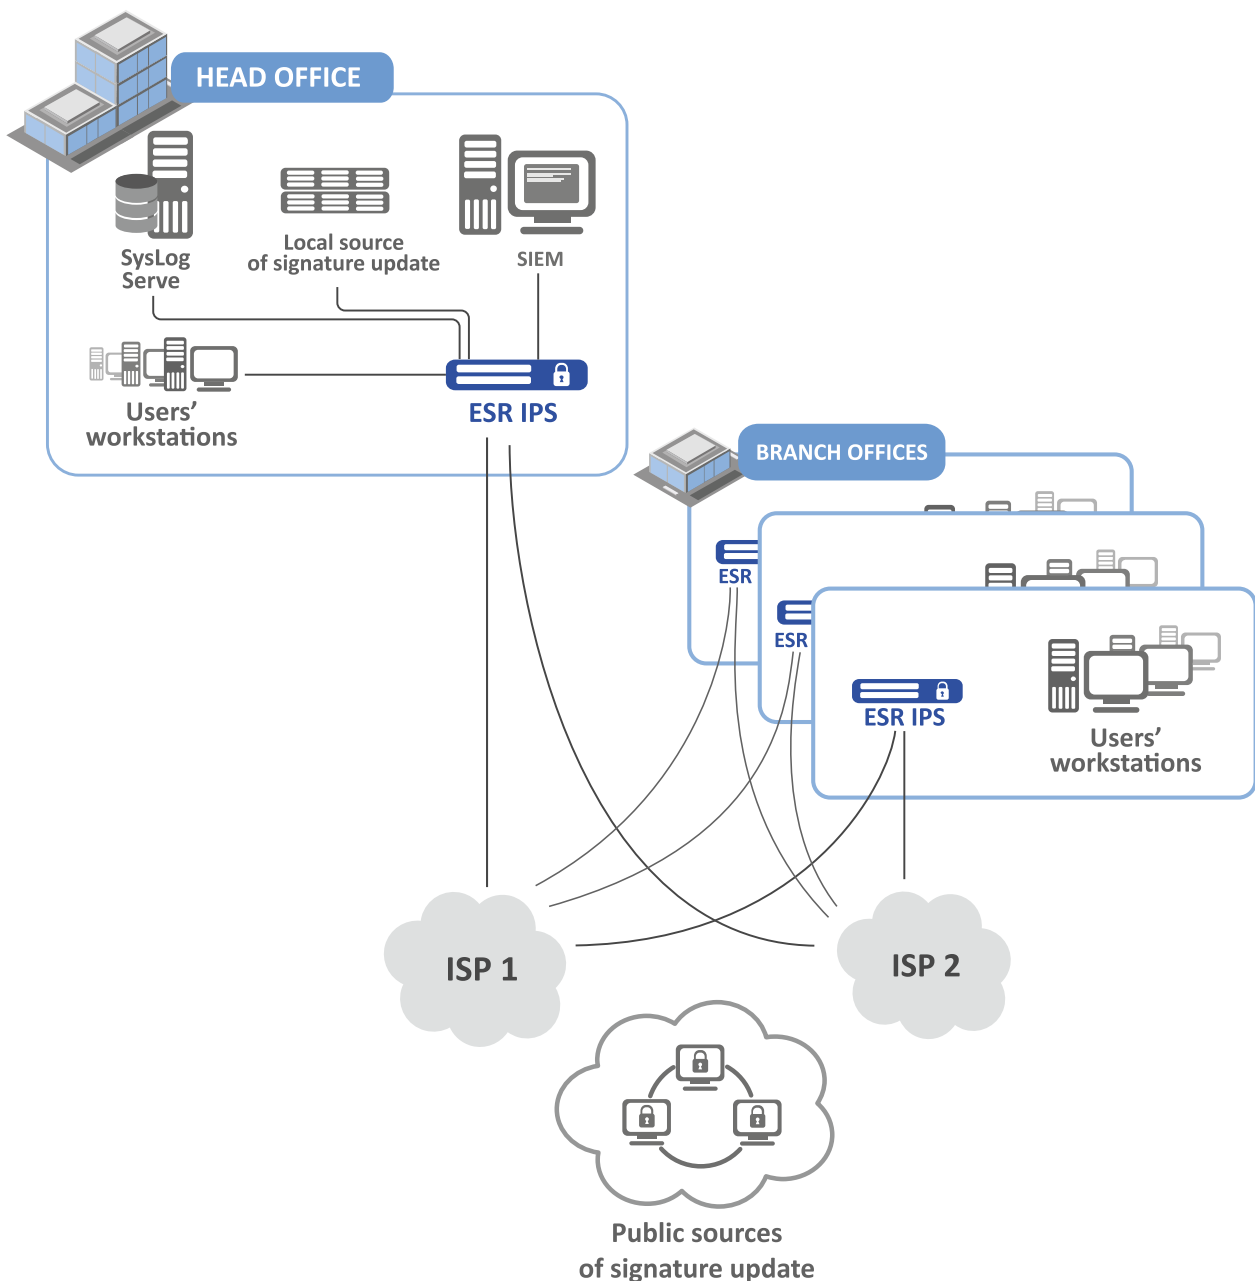 HEAD OFFICE
SysLog
Serve
Local source
of signature update
SIEM
Users'
workstations
ESR IPS
BRANCH OFFICES
ESR
ESR
ESR IPS
Users'
workstations
ISP 1
ISP 2
Public sources
of signature update